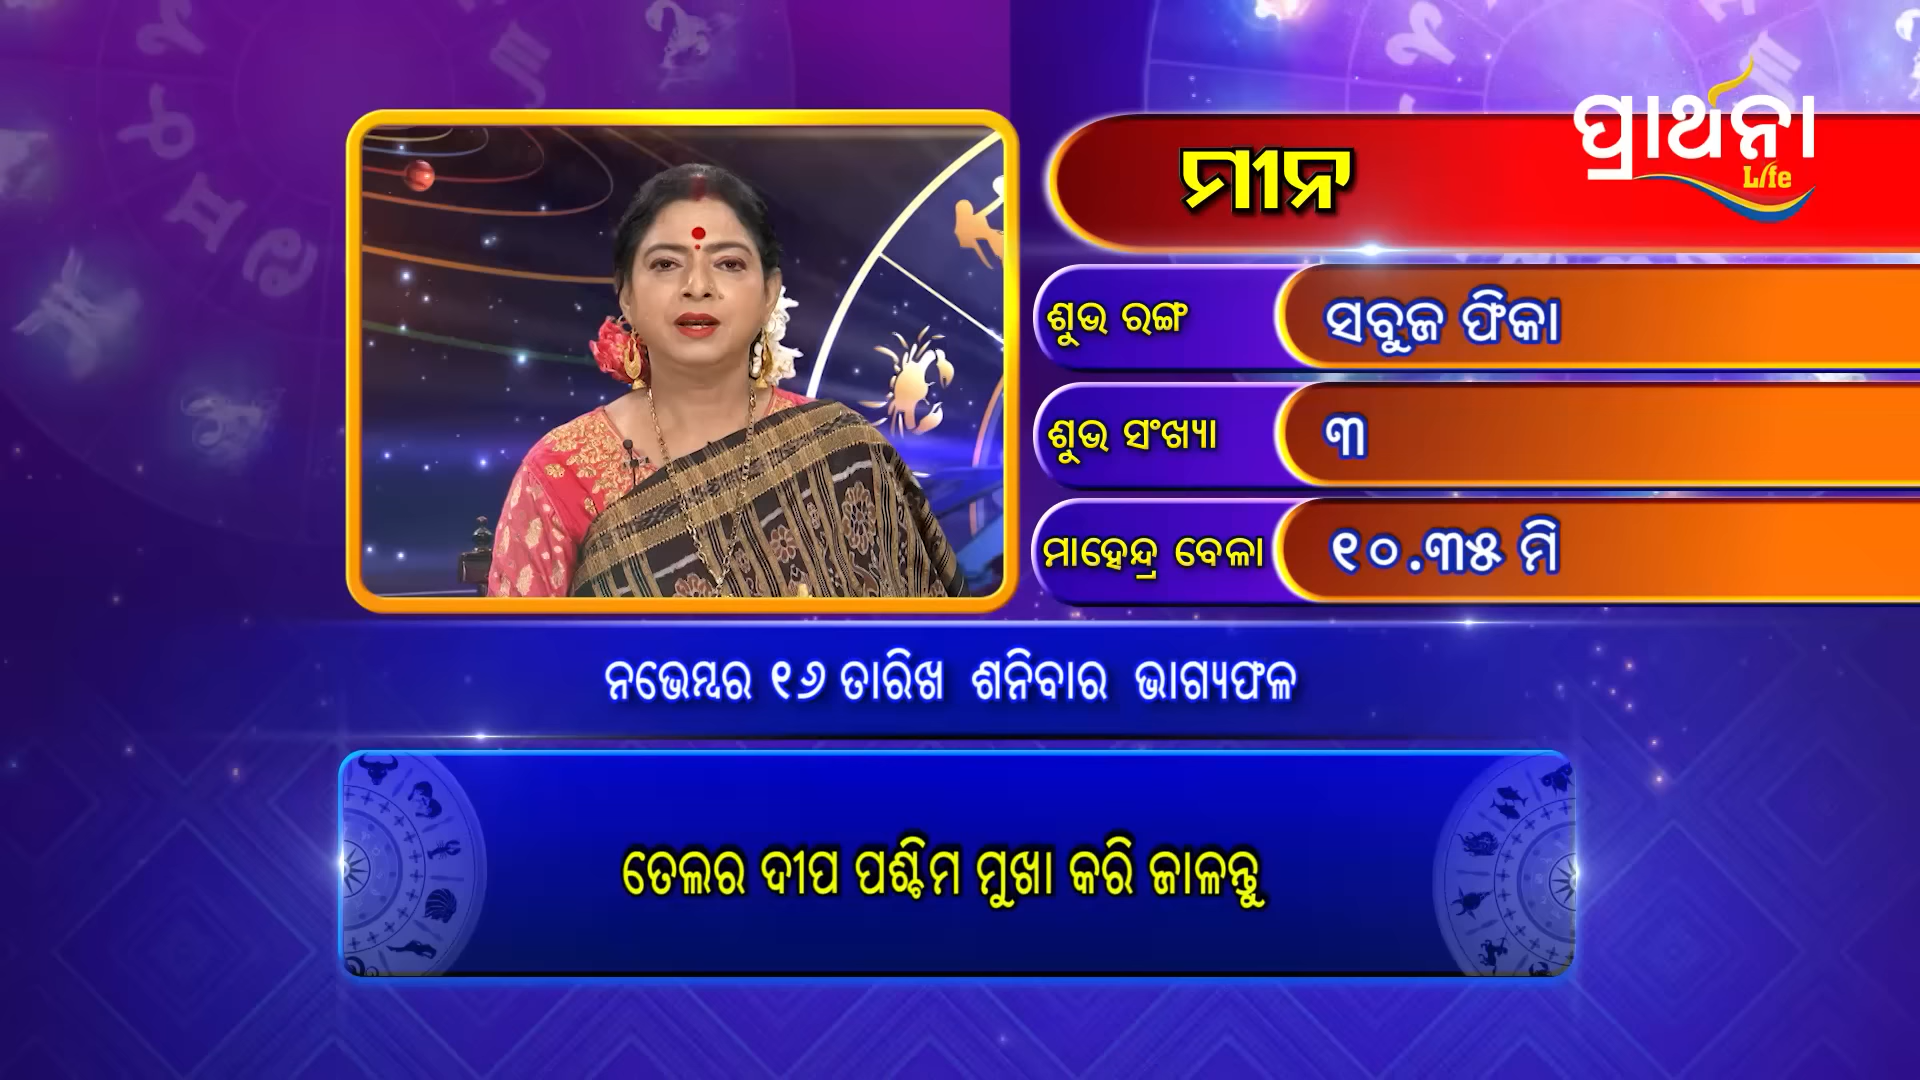 ପ୍ରାର୍ଥନା
Life
ମୀନ
ଶୁଭ ରଙ୍ଗ
ସବୁଜ ଫିକା
ଶୁଭ ସଂଖ୍ୟା
୩
ମାହେନ୍ଦ୍ର ବେଳା
୧୦.୩୫ ମି
ନଭେମ୍ବର ୧୬ ତାରିଖ ଶନିବାର ଭାଗ୍ୟଫଳ
ତେଲର ଦୀପ ପଶ୍ଚିମ ମୁଖା କରି ଜାଳନ୍ତୁ